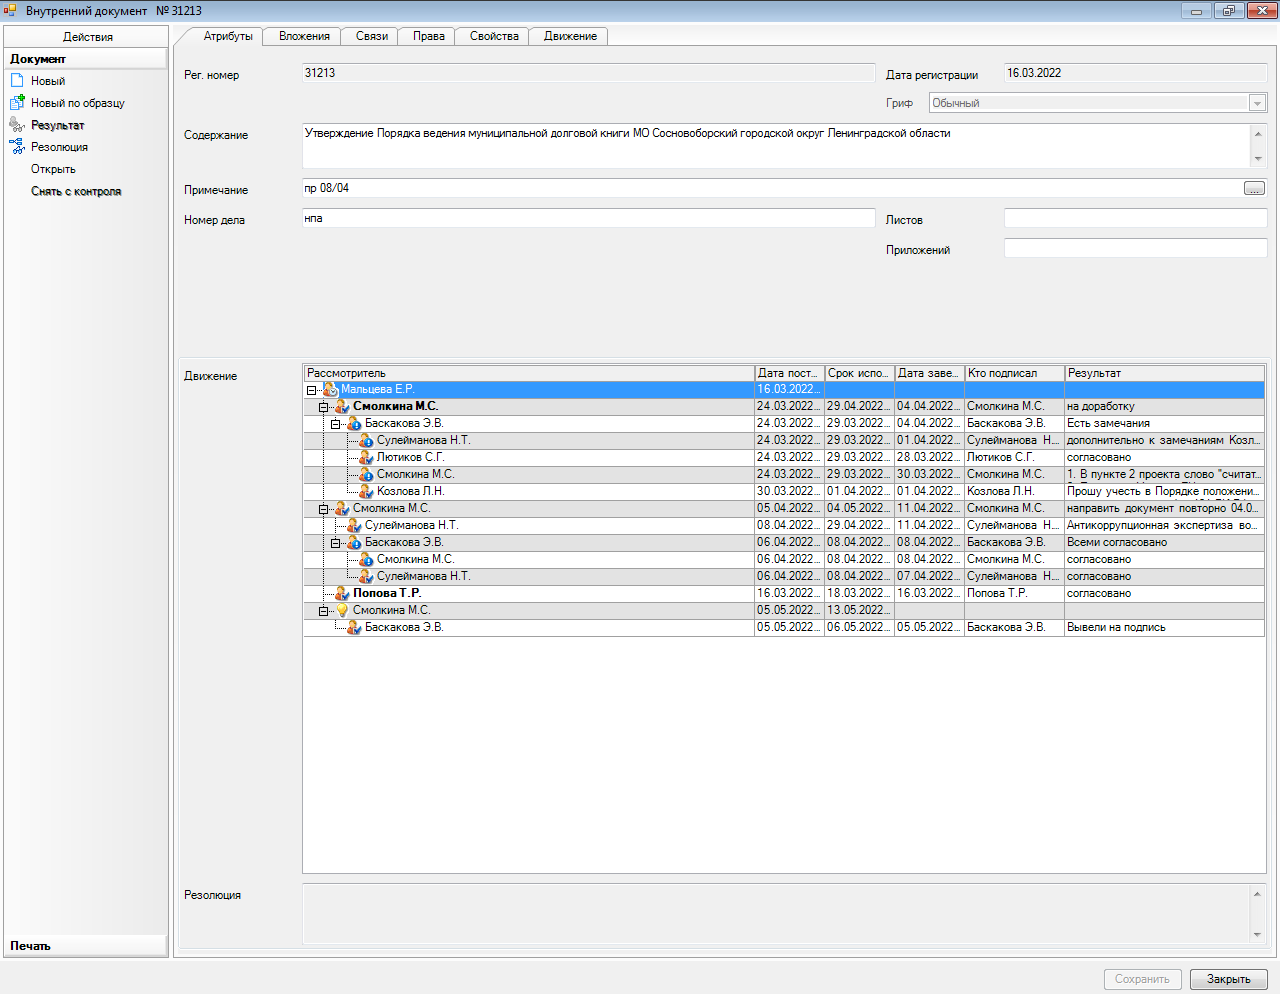 Внутренний документ № 31213
Действия
Документ
Новый
Новый по образцу
Результат
Резолюция
Открыть
Снять с контроля
Печать
Атрибуты Вложения Связи Права Свойства Движение
Рег. номер 31213 Дата регистрации 16.03.2022
Гриф Обычный
Содержание Утверждение Порядка ведения муниципальной долговой книги МО Сосновоборский городской округ Ленинградской области
Примечание пр 08/04 ...
Номер дела нпа Листов
Приложений
Движение
Рассмотритель Дата пост... Срок испо... Дата заве... Кто подписал Результат
Мальцева Е.Р. 16.03.2022...
Смолкина М.С. 24.03.2022... 29.04.2022... 04.04.2022... Смолкина М.С. на доработку
Баскакова Э.В. 24.03.2022... 29.03.2022... 04.04.2022... Баскакова Э.В. Есть замечания
Сулейманова Н.Т. 24.03.2022... 29.03.2022... 01.04.2022... Сулейманова Н... дополнительно к замечаниям Козл...
Лютиков С.Г. 24.03.2022... 29.03.2022... 28.03.2022... Лютиков С.Г. согласовано
Смолкина М.С. 24.03.2022... 29.03.2022... 30.03.2022... Смолкина М.С. 1. В пункте 2 проекта слово "считат...
Козлова Л.Н. 30.03.2022... 01.04.2022... 01.04.2022... Козлова Л.Н. Прошу учесть в Порядке положени...
Смолкина М.С. 05.04.2022... 04.05.2022... 11.04.2022... Смолкина М.С. направить документ повторно 04.0...
Сулейманова Н.Т. 08.04.2022... 29.04.2022... 11.04.2022... Сулейманова Н... Антикоррупционная экспертиза во...
Баскакова Э.В. 06.04.2022... 08.04.2022... 08.04.2022... Баскакова Э.В. Всеми согласовано
Смолкина М.С. 06.04.2022... 08.04.2022... 08.04.2022... Смолкина М.С. согласовано
Сулейманова Н.Т. 06.04.2022... 08.04.2022... 07.04.2022... Сулейманова Н... согласовано
Попова Т.Р. 16.03.2022... 18.03.2022... 16.03.2022... Попова Т.Р. согласовано
Смолкина М.С. 05.05.2022... 13.05.2022...
Баскакова Э.В. 05.05.2022... 06.05.2022... 05.05.2022... Баскакова Э.В. Вывели на подпись
Резолюция
Сохранить Закрыть